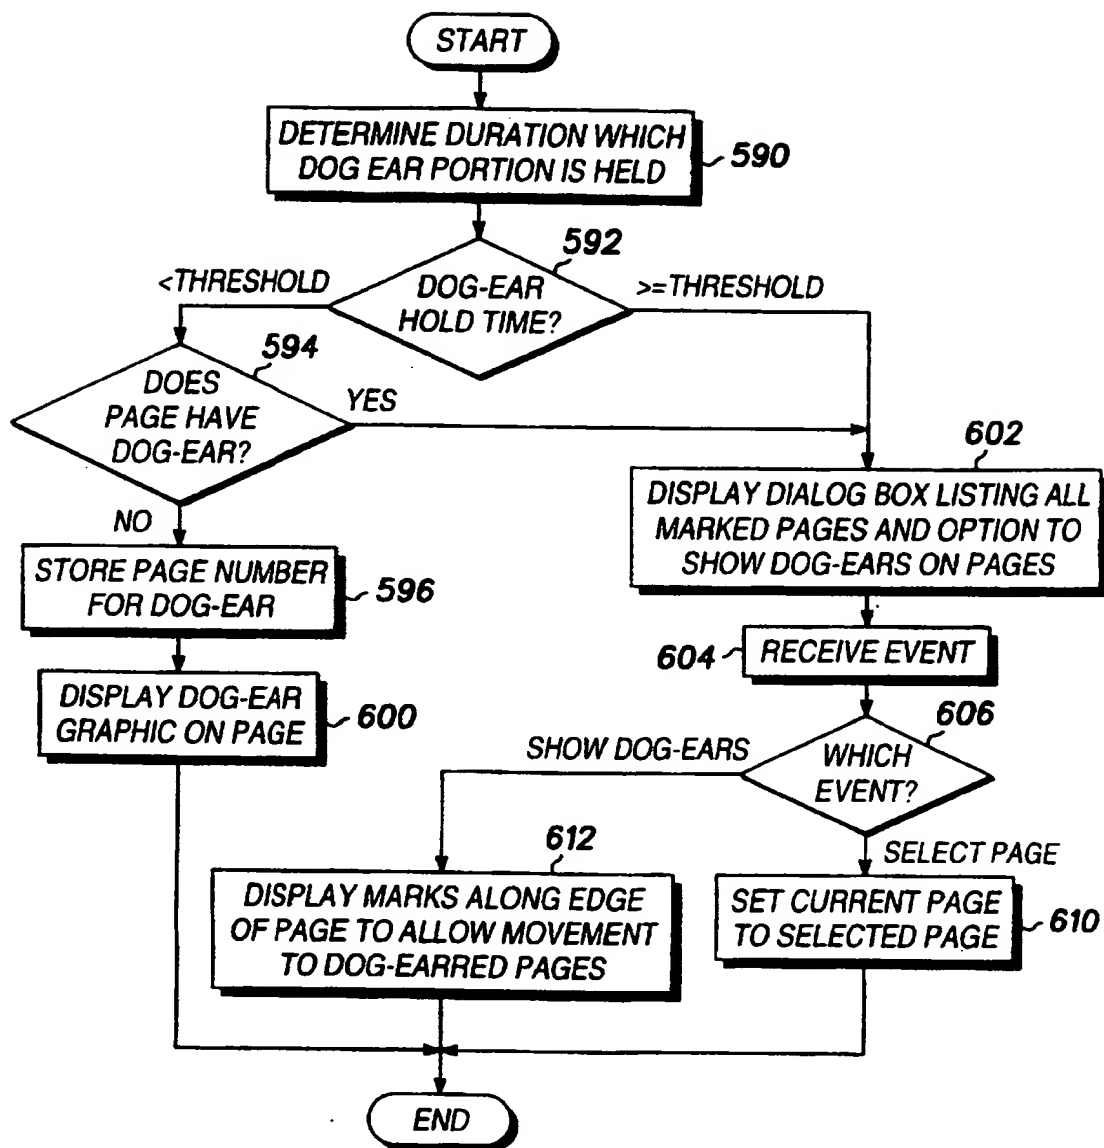 START
DETERMINE DURATION WHICH
DOG EAR PORTION IS HELD
590
592
<THRESHOLD
DOG-EAR
HOLD TIME?
>=THRESHOLD
594
DOES
PAGE HAVE
DOG-EAR?
YES
NO
602
DISPLAY DIALOG BOX LISTING ALL
MARKED PAGES AND OPTION TO
SHOW DOG-EARS ON PAGES
STORE PAGE NUMBER
FOR DOG-EAR
596
604
RECEIVE EVENT
DISPLAY DOG-EAR
GRAPHIC ON PAGE
600
606
SHOW DOG-EARS
WHICH
EVENT?
SELECT PAGE
612
DISPLAY MARKS ALONG EDGE
OF PAGE TO ALLOW MOVEMENT
TO DOG-EARRED PAGES
SET CURRENT PAGE
TO SELECTED PAGE
610
END